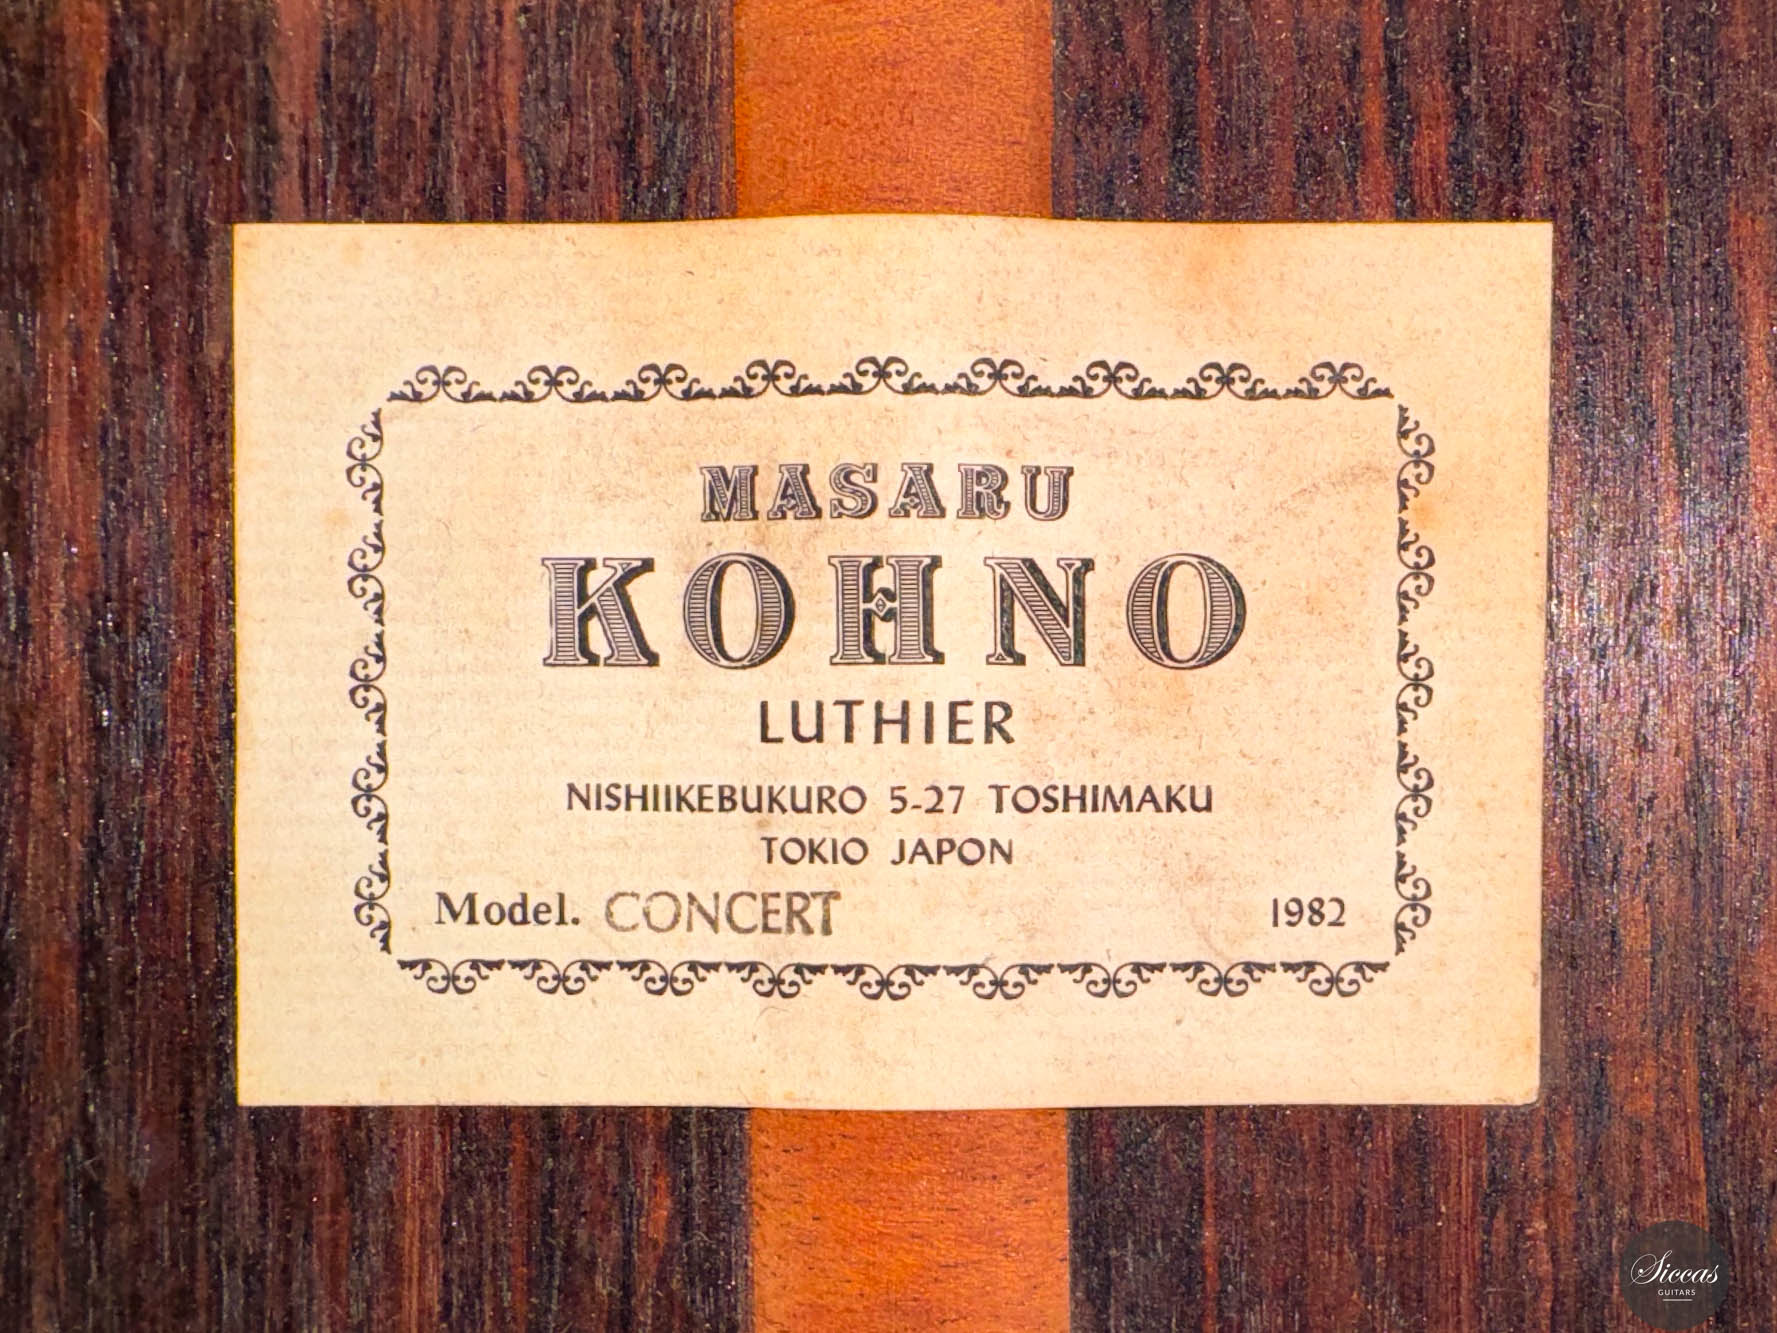 MASARU
KOHNO
LUTHIER
NISHIIKEBUKURO 5-27 TOSHIMAKU
TOKIO JAPON
Model. CONCERT 1982
Siccas
GUITARS